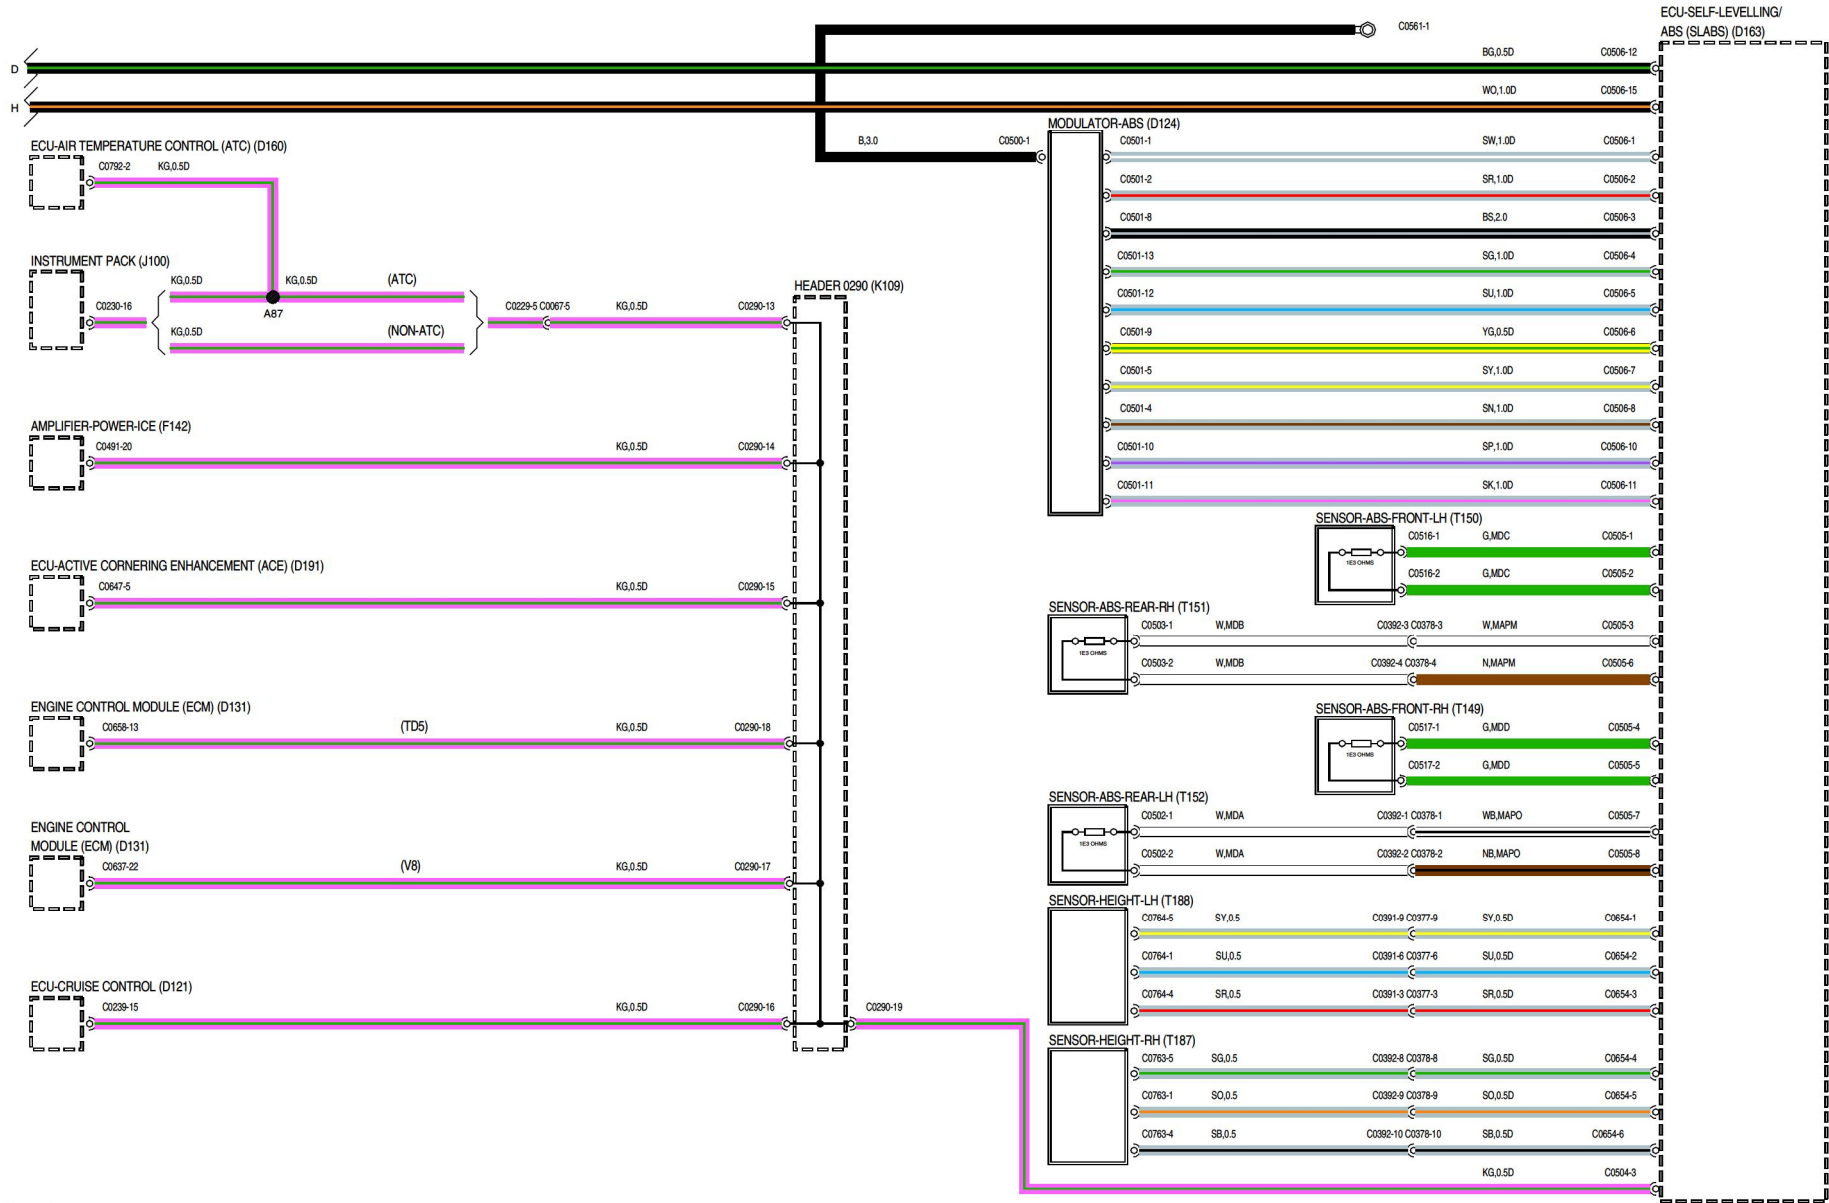 ECU-SELF-LEVELLING/
ABS (SLABS) (D163)
C0561-1
D
BG,0.5D C0506-12
H
WO,1.0D C0506-15
MODULATOR-ABS (D124)
B,3.0 C0500-1
C0501-1 SW,1.0D C0506-1
C0501-2 SR,1.0D C0506-2
C0501-8 BS,2.0 C0506-3
C0501-13 SG,1.0D C0506-4
C0501-12 SU,1.0D C0506-5
C0501-9 YG,0.5D C0506-6
C0501-5 SY,1.0D C0506-7
C0501-4 SN,1.0D C0506-8
C0501-10 SP,1.0D C0506-10
C0501-11 SK,1.0D C0506-11
ECU-AIR TEMPERATURE CONTROL (ATC) (D160)
C0792-2 KG,0.5D
INSTRUMENT PACK (J100)
KG,0.5D KG,0.5D (ATC)
C0230-16
A87
KG,0.5D (NON-ATC)
C0229-5 C0067-5 KG,0.5D C0290-13
HEADER 0290 (K109)
AMPLIFIER-POWER-ICE (F142)
C0491-20 KG,0.5D C0290-14
ECU-ACTIVE CORNERING ENHANCEMENT (ACE) (D191)
C0647-5 KG,0.5D C0290-15
ENGINE CONTROL MODULE (ECM) (D131)
C0658-13 (TD5) KG,0.5D C0290-18
ENGINE CONTROL
MODULE (ECM) (D131)
C0637-22 (V8) KG,0.5D C0290-17
ECU-CRUISE CONTROL (D121)
C0239-15 KG,0.5D C0290-16 C0290-19
SENSOR-ABS-FRONT-LH (T150)
C0516-1 G,MDC C0505-1
1E3 OHMS
C0516-2 G,MDC C0505-2
SENSOR-ABS-REAR-RH (T151)
C0503-1 W,MDB C0392-3 C0378-3 W,MAPM C0505-3
1E3 OHMS
C0503-2 W,MDB C0392-4 C0378-4 N,MAPM C0505-6
SENSOR-ABS-FRONT-RH (T149)
C0517-1 G,MDD C0505-4
1E3 OHMS
C0517-2 G,MDD C0505-5
SENSOR-ABS-REAR-LH (T152)
C0502-1 W,MDA C0392-1 C0378-1 WB,MAPO C0505-7
1E3 OHMS
C0502-2 W,MDA C0392-2 C0378-2 NB,MAPO C0505-8
SENSOR-HEIGHT-LH (T188)
C0764-5 SY,0.5 C0391-9 C0377-9 SY,0.5D C0654-1
C0764-1 SU,0.5 C0391-6 C0377-6 SU,0.5D C0654-2
C0764-4 SR,0.5 C0391-3 C0377-3 SR,0.5D C0654-3
SENSOR-HEIGHT-RH (T187)
C0763-5 SG,0.5 C0392-8 C0378-8 SG,0.5D C0654-4
C0763-1 SO,0.5 C0392-9 C0378-9 SO,0.5D C0654-5
C0763-4 SB,0.5 C0392-10 C0378-10 SB,0.5D C0654-6
KG,0.5D C0504-3